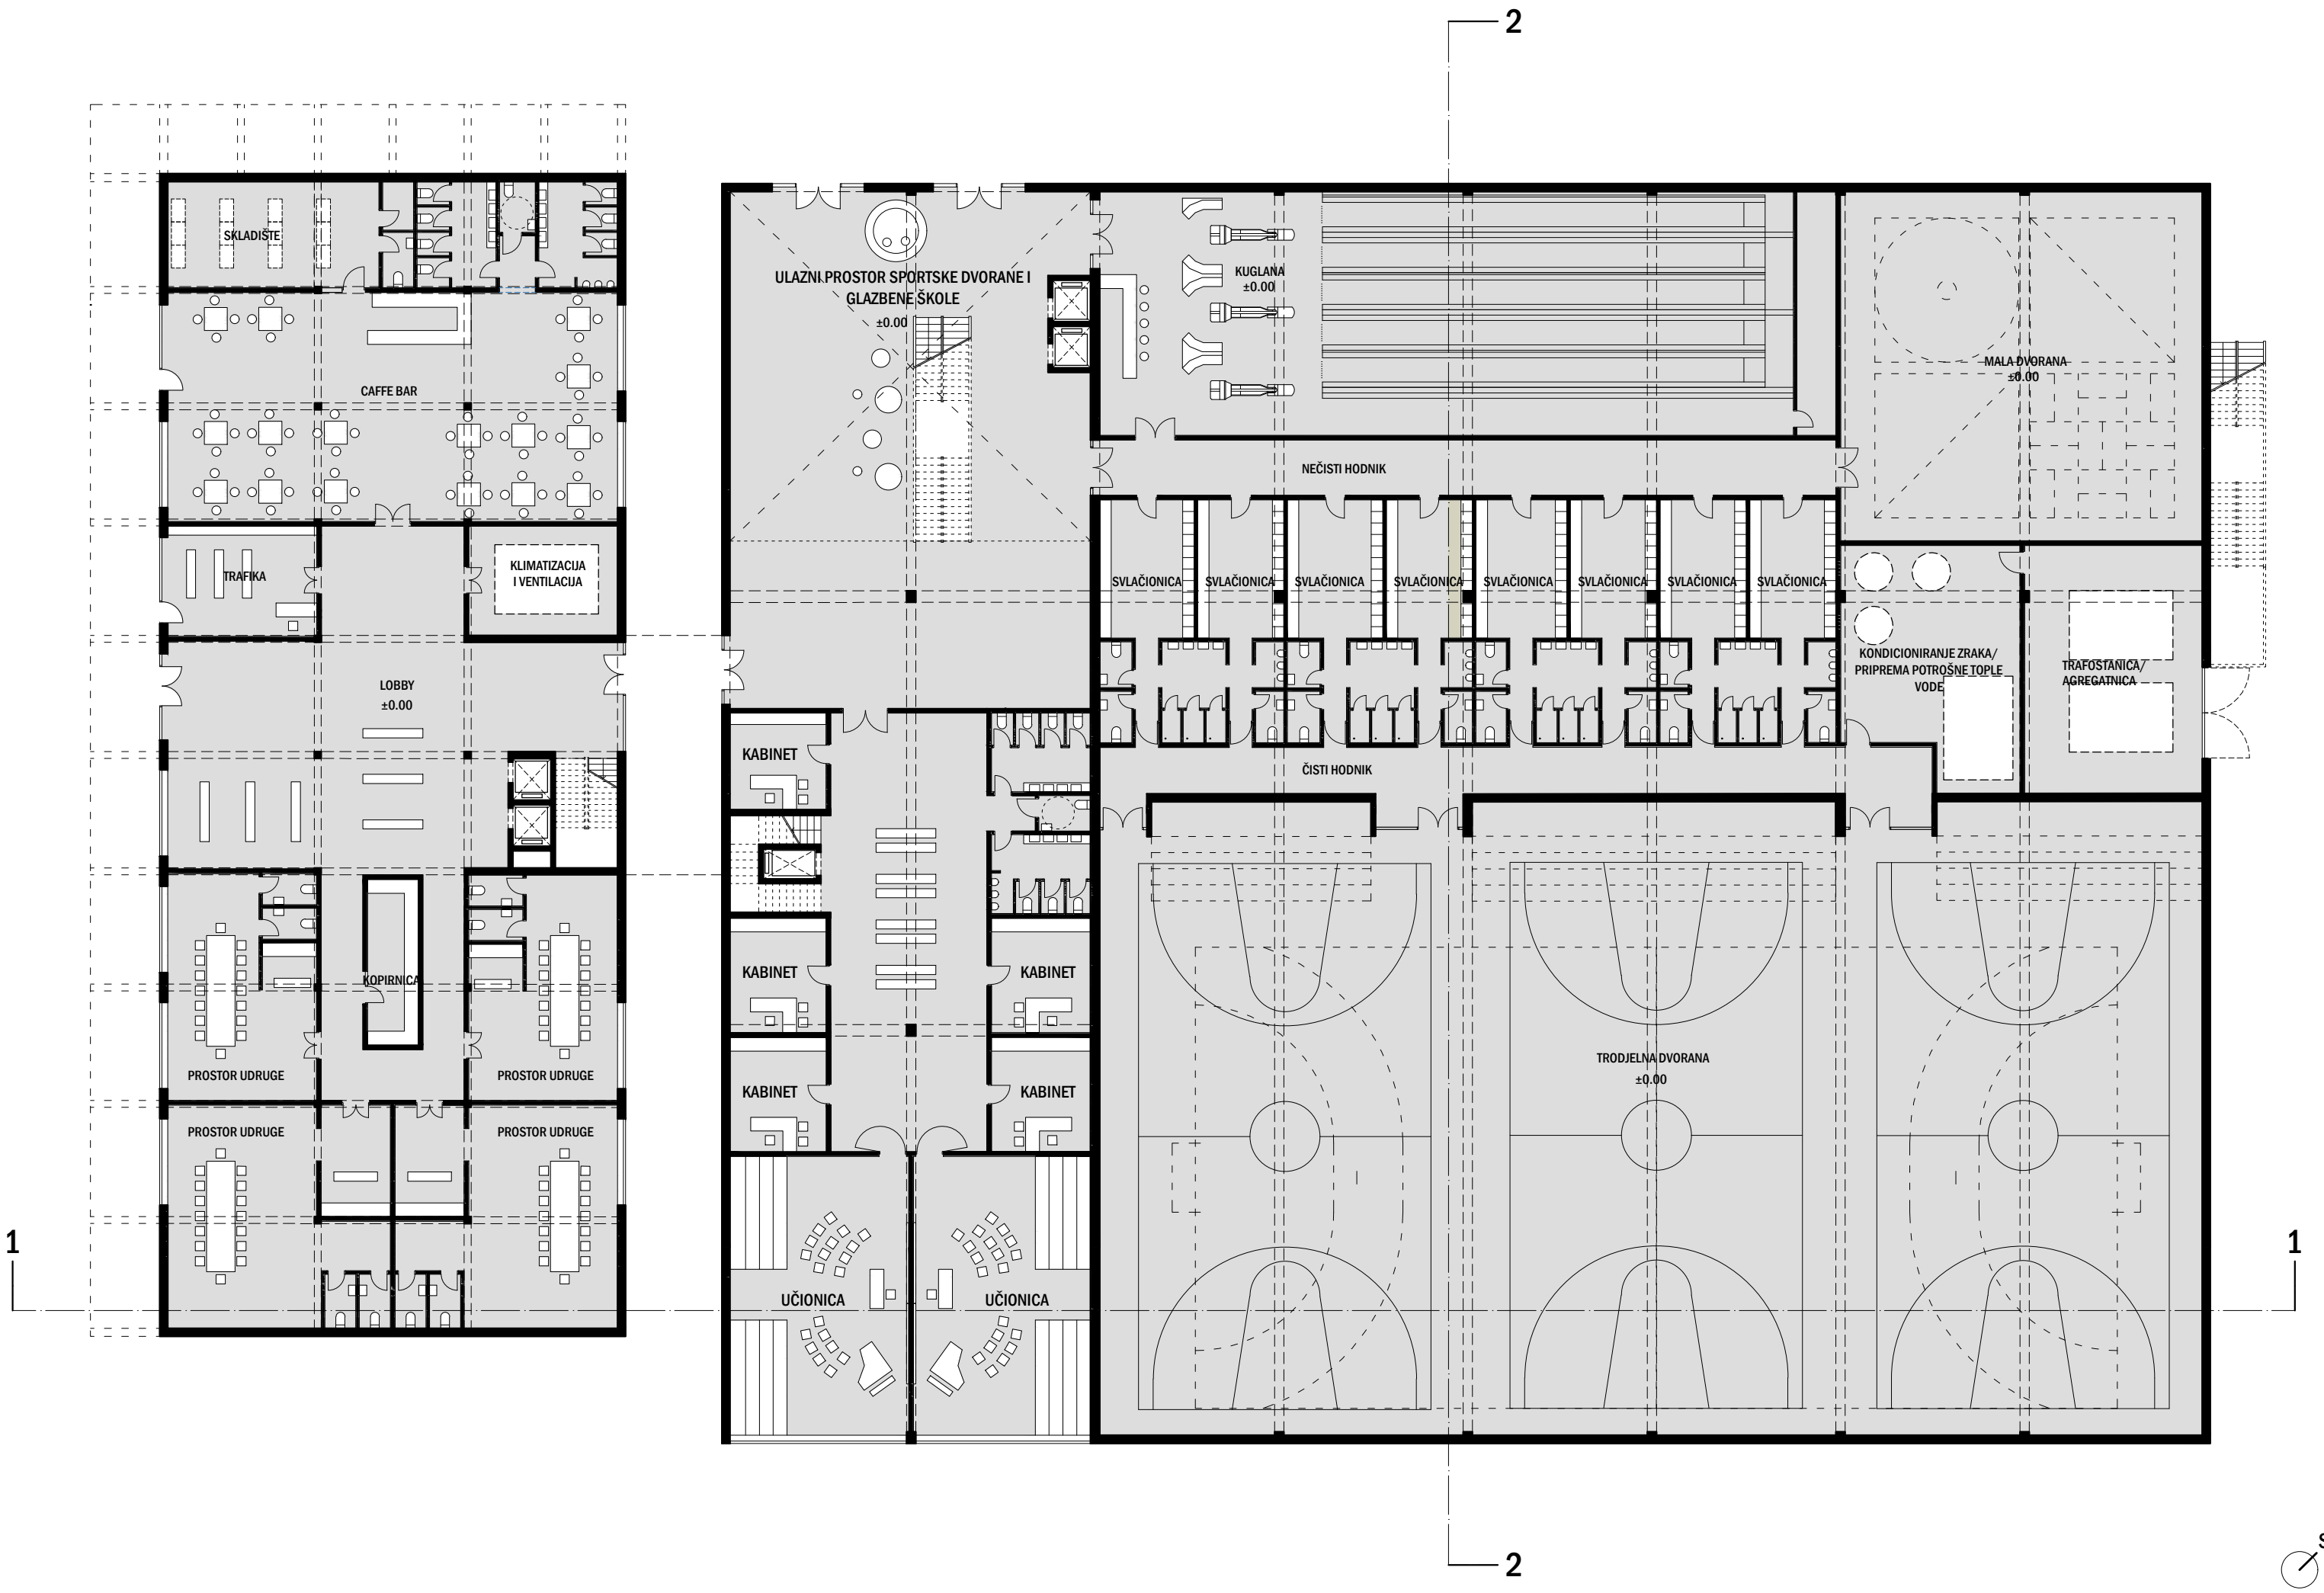 2
SKLADIŠTE
CAFFE BAR
TRAFIKA
KLIMATIZACIJA
I VENTILACIJA
LOBBY
±0.00
KOPIRNICA
PROSTOR UDRUGE
PROSTOR UDRUGE
PROSTOR UDRUGE
PROSTOR UDRUGE
ULAZNI PROSTOR SPORTSKE DVORANE I
GLAZBENE ŠKOLE
±0.00
KUGLANA
±0.00
MALA DVORANA
±0.00
NEČISTI HODNIK
SVLAČIONICA
SVLAČIONICA
SVLAČIONICA
SVLAČIONICA
SVLAČIONICA
SVLAČIONICA
SVLAČIONICA
SVLAČIONICA
KONDICIONIRANJE ZRAKA/
PRIPREMA POTROŠNE TOPLE
VODE
TRAFOSTANICA/
AGREGATNICA
ČISTI HODNIK
KABINET
KABINET
KABINET
KABINET
KABINET
TRODJELNA DVORANA
±0.00
UČIONICA
UČIONICA
1
1
2
S